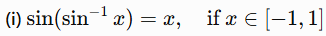 (i) sin(sin⁻¹ x) = x, if x ∈ [−1, 1]